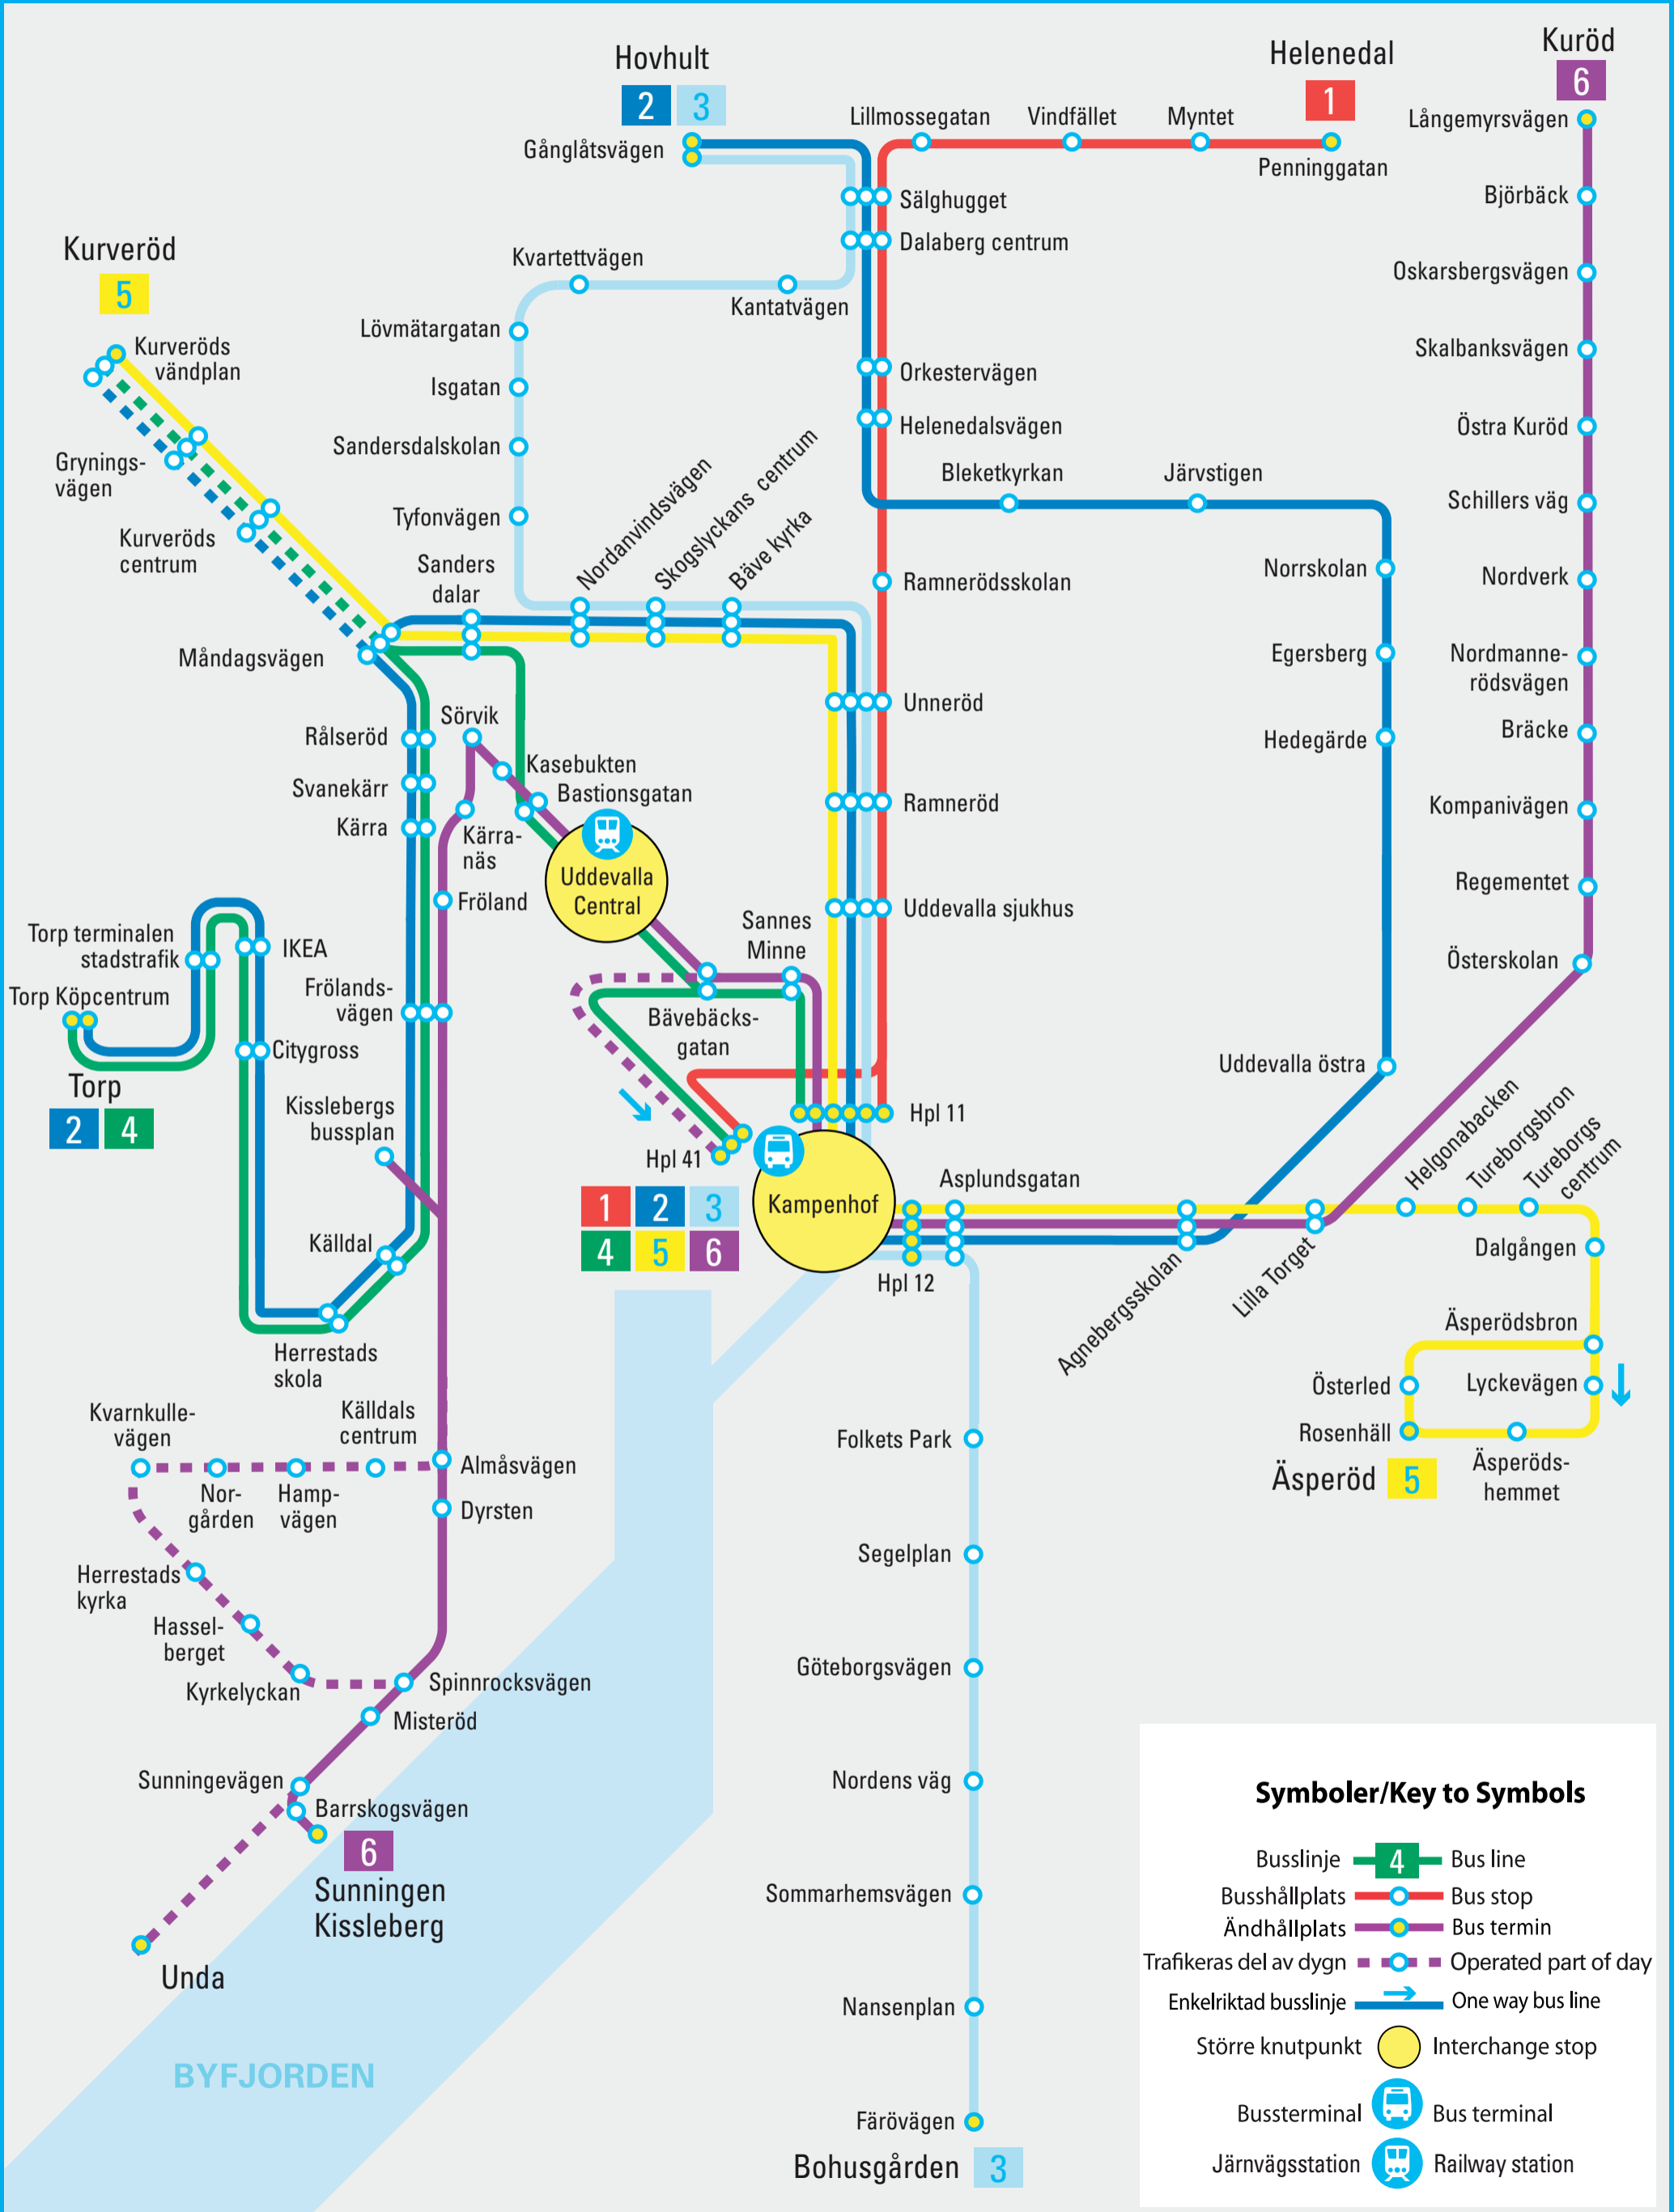 Hovhult
2 3
Gånglåtsvägen
Helenedal
1
Lillmossegatan
Vindfället
Myntet
Penninggatan
Kuröd
6
Långemyrsvägen
Björbäck
Oskarsbergsvägen
Skalbanksvägen
Östra Kuröd
Schillers väg
Nordverk
Nordmanne-
rödsvägen
Bräcke
Kompanivägen
Regementet
Österskolan
Sälghugget
Dalaberg centrum
Kvartettvägen
Kantatvägen
Lövmätargatan
Isgatan
Sandersdalskolan
Tyfonvägen
Orkestervägen
Helenedalsvägen
Bleketkyrkan
Järvstigen
Norrskolan
Egersberg
Hedegärde
Uddevalla östra
Kurveröd
5
Kurveröds
vändplan
Grynings-
vägen
Kurveröds
centrum
Måndagsvägen
Sanders
dalar
Nordanvindsvägen
Skogslyckans centrum
Bäve kyrka
Ramnerödsskolan
Unneröd
Ramneröd
Uddevalla sjukhus
Rålseröd
Svanekärr
Kärra
Sörvik
Kasebukten
Bastionsgatan
Kärra-
näs
Fröland
Uddevalla
Central
Sannes
Minne
Bävebäcks-
gatan
Torp terminalen
stadstrafik
IKEA
Torp Köpcentrum
Frölands-
vägen
Citygross
Torp
2 4
Kisslebergs
bussplan
Källdal
Herrestads
skola
Hpl 11
Hpl 41
1 2 3
4 5 6
Kampenhof
Hpl 12
Asplundsgatan
Agnebergsskolan
Lilla Torget
Helgonabacken
Tureborgsbron
Tureborgs
centrum
Dalgången
Äsperödsbron
Österled
Lyckevägen
Rosenhäll
Äsperöds-
hemmet
Äsperöd 5
Kvarnkulle-
vägen
Källdals
centrum
Nor-
gården
Hamp-
vägen
Almåsvägen
Dyrsten
Herrestads
kyrka
Hassel-
berget
Kyrkelyckan
Spinnrocksvägen
Misteröd
Sunningevägen
Barrskogsvägen
6
Sunningen
Kissleberg
Unda
BYFJORDEN
Folkets Park
Segelplan
Göteborgsvägen
Nordens väg
Sommarhemsvägen
Nansenplan
Färövägen
Bohusgården 3
Symboler/Key to Symbols
Busslinje 4 Bus line
Busshållplats Bus stop
Ändhållplats Bus termin
Trafikeras del av dygn Operated part of day
Enkelriktad busslinje One way bus line
Större knutpunkt Interchange stop
Bussterminal Bus terminal
Järnvägsstation Railway station